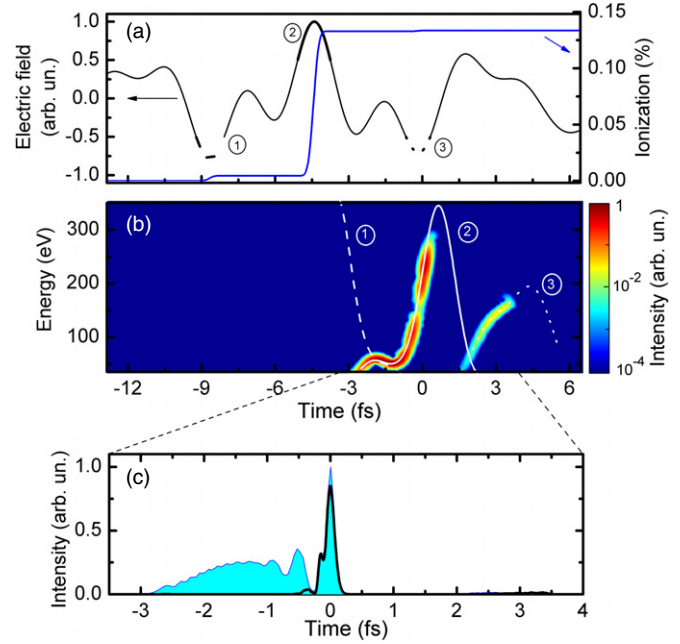 (a)
1.0
0.5
0.0
-0.5
-1.0
Electric field
(arb. un.)
1
2
3
0.15
0.10
0.05
0.00
Ionization (%)
(b)
300
200
100
Energy (eV)
1
2
3
1
10-2
10-4
Intensity (arb. un.)
-12 -9 -6 -3 0 3 6
Time (fs)
(c)
1.0
0.5
0.0
Intensity (arb. un.)
-3 -2 -1 0 1 2 3 4
Time (fs)